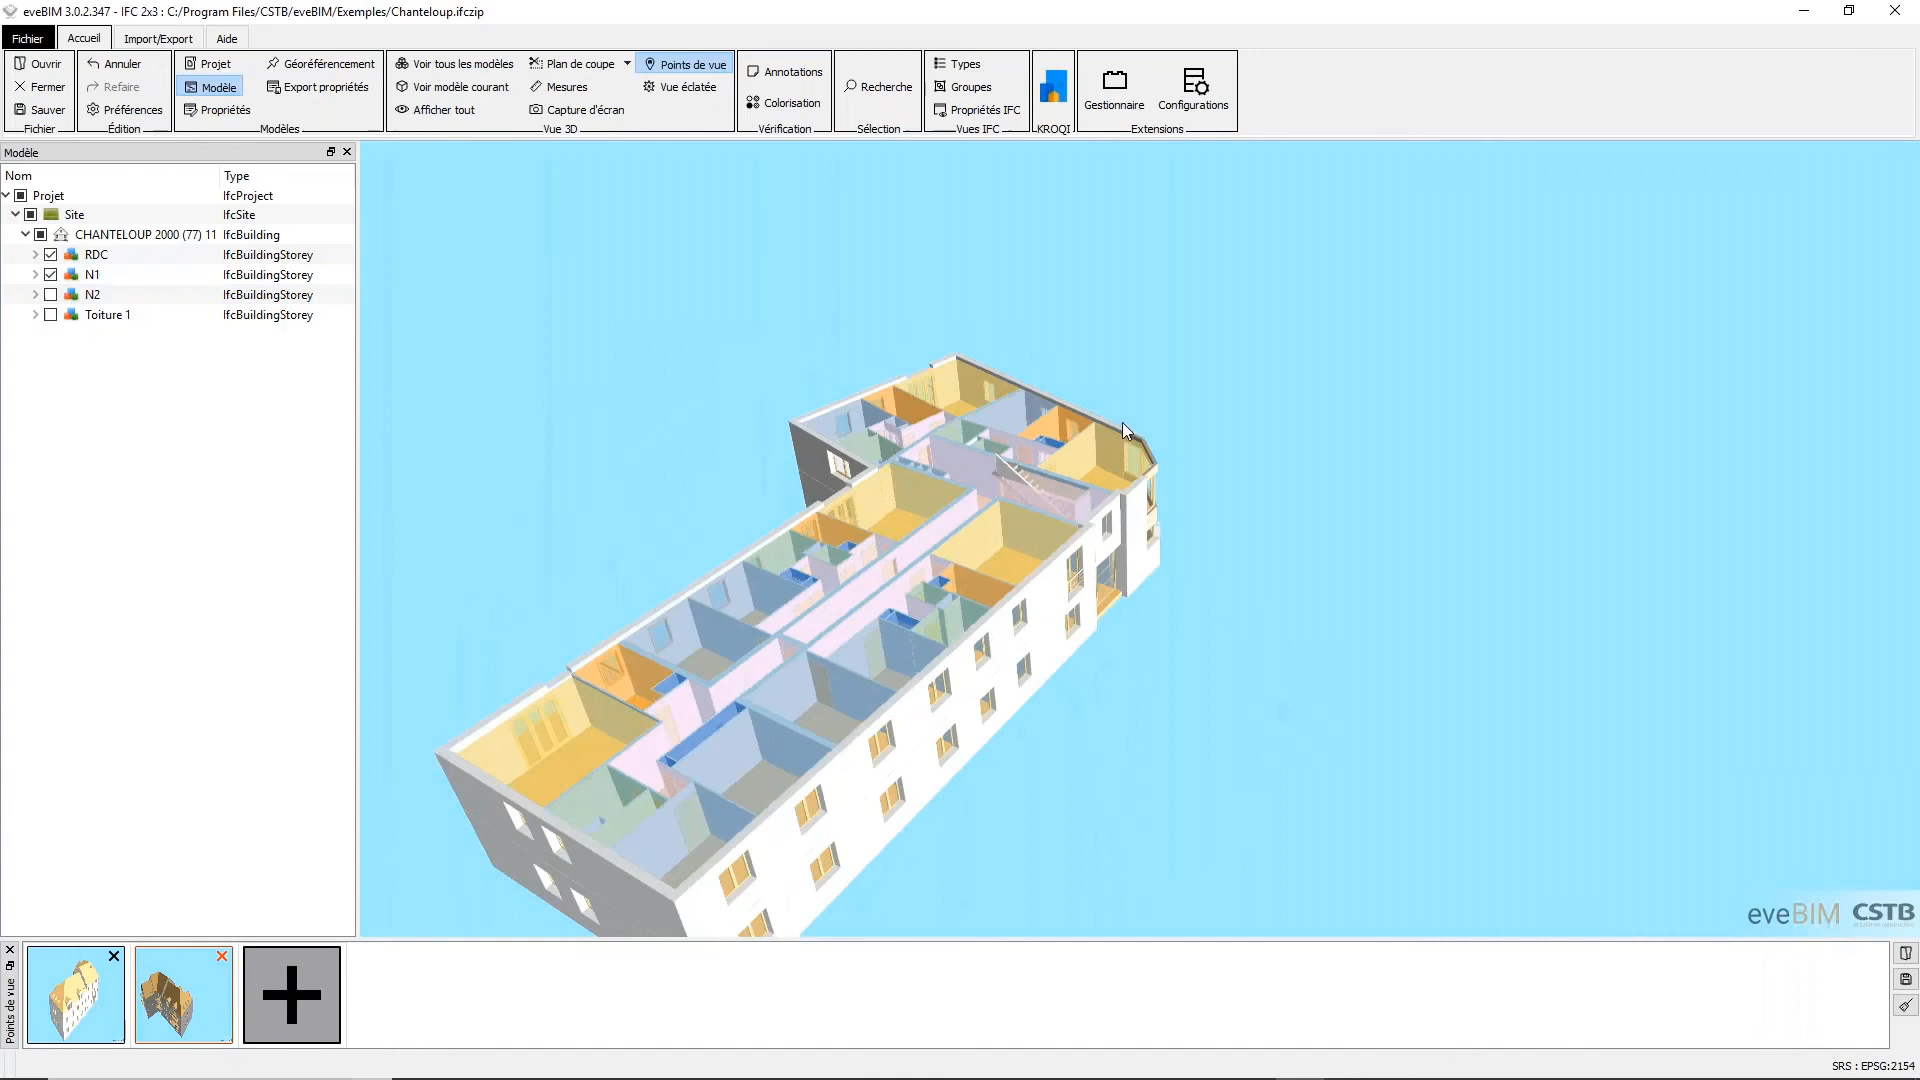 eveBIM 3.0.2.347 - IFC 2x3 : C:/Program Files/CSTB/eveBIM/Exemples/Chanteloup.ifczip
Fichier Accueil Import/Export Aide
Ouvrir
Fermer
Sauver
Fichier
Annuler
Refaire
Préférences
Édition
Projet
Modèle
Propriétés
Géoréférencement
Export propriétés
Modèles
Voir tous les modèles
Voir modèle courant
Afficher tout
Plan de coupe
Mesures
Capture d'écran
Points de vue
Vue éclatée
Vue 3D
Annotations
Colorisation
Vérification
Recherche
Sélection
Types
Groupes
Propriétés IFC
Vues IFC
KROQI
Gestionnaire
Configurations
Extensions
Modèle
Nom Type
Projet IfcProject
Site IfcSite
CHANTELOUP 2000 (77) 11 IfcBuilding
RDC IfcBuildingStorey
N1 IfcBuildingStorey
N2 IfcBuildingStorey
Toiture 1 IfcBuildingStorey
eveBIM CSTB
Points de vue
SRS : EPSG:2154